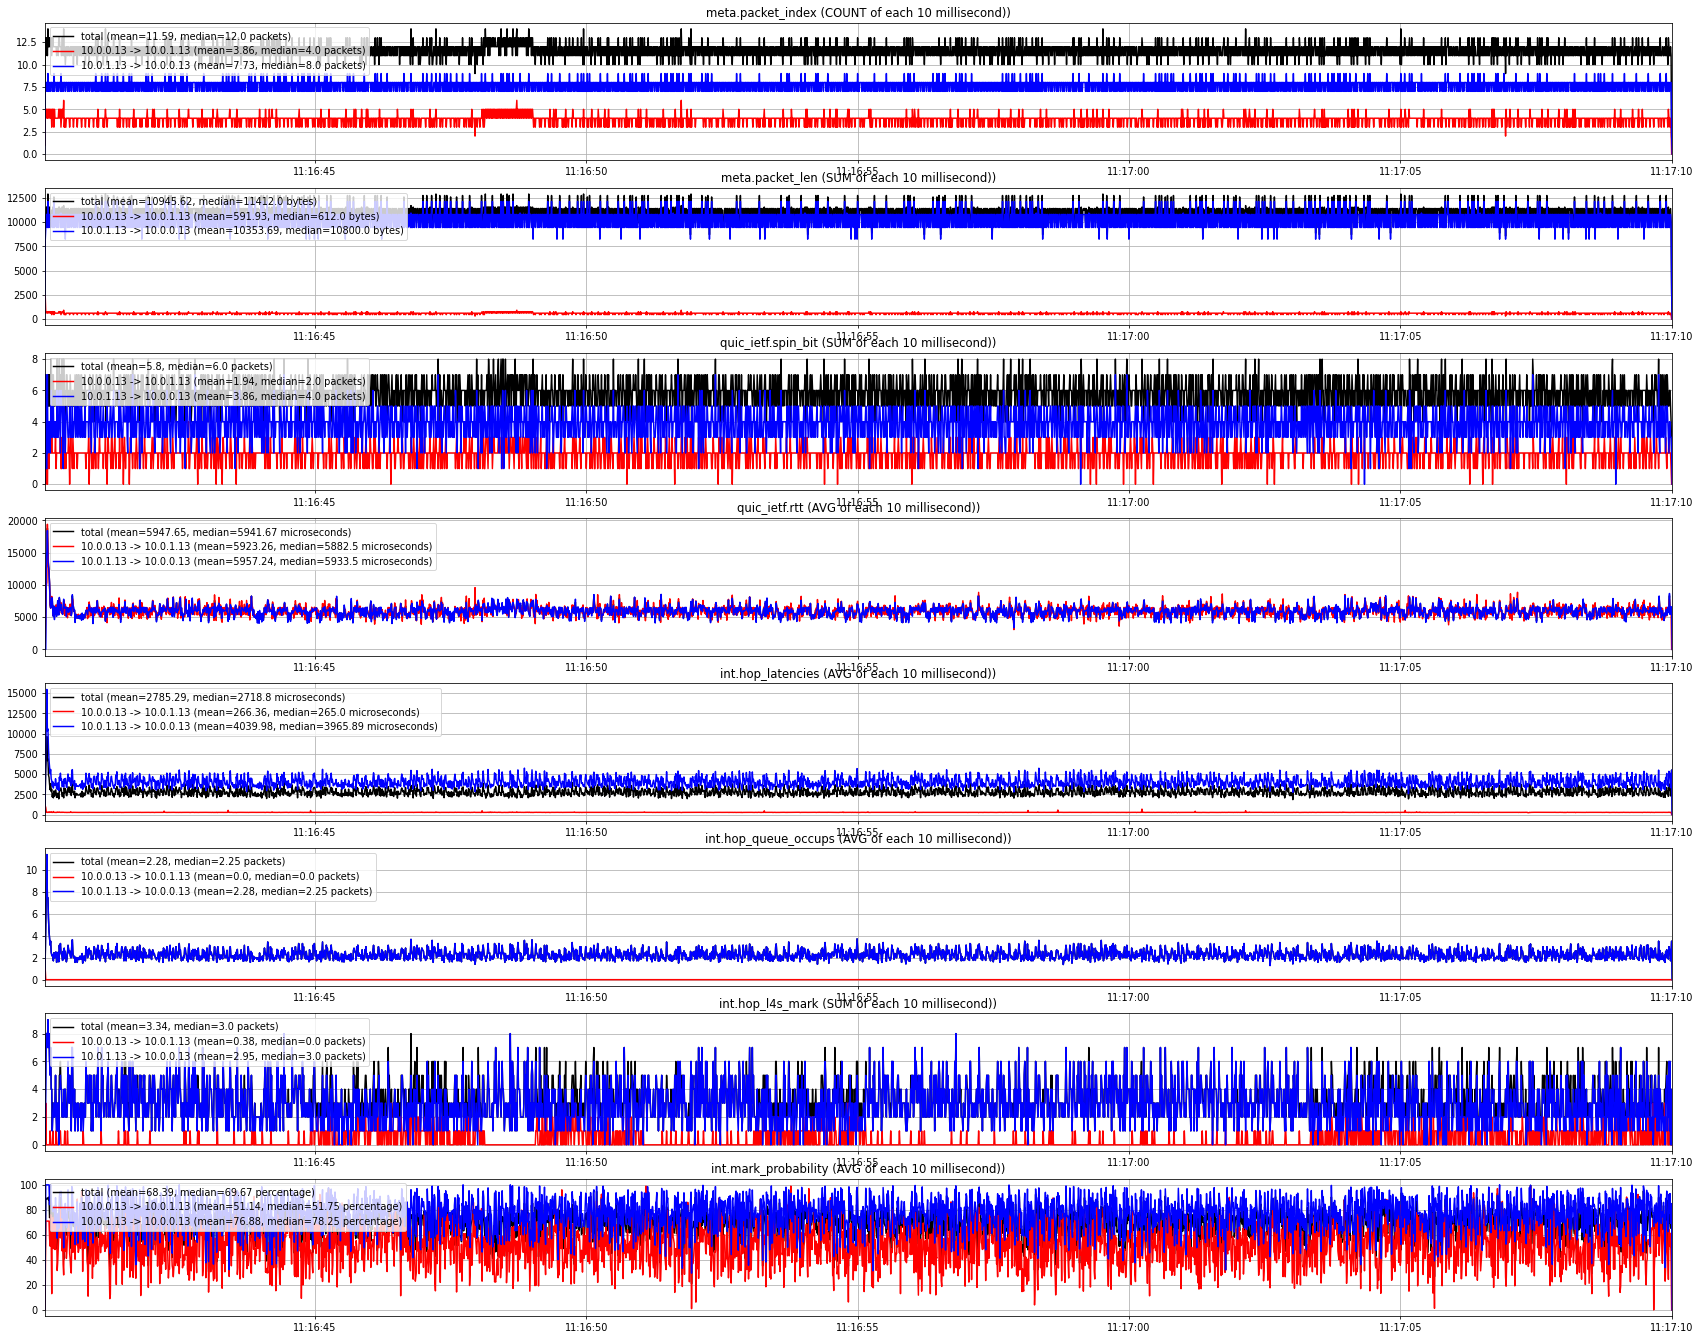 meta.packet_index (COUNT of each 10 millisecond))
total (mean=11.59, median=12.0 packets)
10.0.0.13 -> 10.0.1.13 (mean=3.86, median=4.0 packets)
10.0.1.13 -> 10.0.0.13 (mean=7.73, median=8.0 packets)
12.5
10.0
7.5
5.0
2.5
0.0
11:16:45 11:16:50 11:16:55 11:17:00 11:17:05 11:17:10
meta.packet_len (SUM of each 10 millisecond))
total (mean=10945.62, median=11412.0 bytes)
10.0.0.13 -> 10.0.1.13 (mean=591.93, median=612.0 bytes)
10.0.1.13 -> 10.0.0.13 (mean=10353.69, median=10800.0 bytes)
12500
10000
7500
5000
2500
0
11:16:45 11:16:50 11:16:55 11:17:00 11:17:05 11:17:10
quic_ietf.spin_bit (SUM of each 10 millisecond))
total (mean=5.8, median=6.0 packets)
10.0.0.13 -> 10.0.1.13 (mean=1.94, median=2.0 packets)
10.0.1.13 -> 10.0.0.13 (mean=3.86, median=4.0 packets)
8
6
4
2
0
11:16:45 11:16:50 11:16:55 11:17:00 11:17:05 11:17:10
quic_ietf.rtt (AVG of each 10 millisecond))
total (mean=5947.65, median=5941.67 microseconds)
10.0.0.13 -> 10.0.1.13 (mean=5923.26, median=5882.5 microseconds)
10.0.1.13 -> 10.0.0.13 (mean=5957.24, median=5933.5 microseconds)
20000
15000
10000
5000
0
11:16:45 11:16:50 11:16:55 11:17:00 11:17:05 11:17:10
int.hop_latencies (AVG of each 10 millisecond))
total (mean=2785.29, median=2718.8 microseconds)
10.0.0.13 -> 10.0.1.13 (mean=266.36, median=265.0 microseconds)
10.0.1.13 -> 10.0.0.13 (mean=4039.98, median=3965.89 microseconds)
15000
12500
10000
7500
5000
2500
0
11:16:45 11:16:50 11:16:55 11:17:00 11:17:05 11:17:10
int.hop_queue_occups (AVG of each 10 millisecond))
total (mean=2.28, median=2.25 packets)
10.0.0.13 -> 10.0.1.13 (mean=0.0, median=0.0 packets)
10.0.1.13 -> 10.0.0.13 (mean=2.28, median=2.25 packets)
10
8
6
4
2
0
11:16:45 11:16:50 11:16:55 11:17:00 11:17:05 11:17:10
int.hop_l4s_mark (SUM of each 10 millisecond))
total (mean=3.34, median=3.0 packets)
10.0.0.13 -> 10.0.1.13 (mean=0.38, median=0.0 packets)
10.0.1.13 -> 10.0.0.13 (mean=2.95, median=3.0 packets)
8
6
4
2
0
11:16:45 11:16:50 11:16:55 11:17:00 11:17:05 11:17:10
int.mark_probability (AVG of each 10 millisecond))
total (mean=68.39, median=69.67 percentage)
10.0.0.13 -> 10.0.1.13 (mean=51.14, median=51.75 percentage)
10.0.1.13 -> 10.0.0.13 (mean=76.88, median=78.25 percentage)
100
80
60
40
20
0
11:16:45 11:16:50 11:16:55 11:17:00 11:17:05 11:17:10